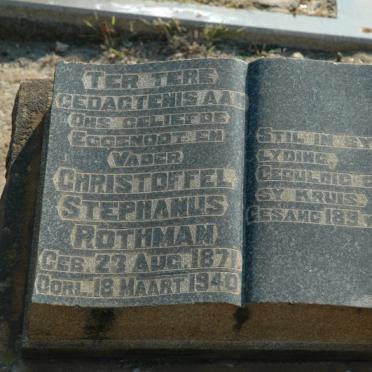 TER TERE
GEDAGTENIS AAN
ONS GELIEFDE
EGGENOOT EN
VADER
CHRISTOFFEL
STEPHANUS
ROTHMAN
GEB. 23 AUG. 1871
OORL. 18 MAART 1940
STIL IN SY
LYDING,
GEDULDIG
SY KRUIS
GESANG 189